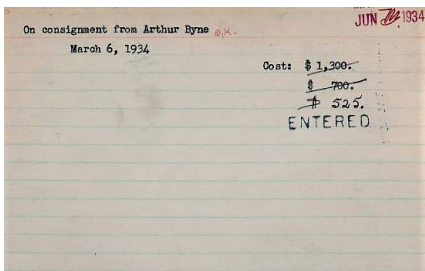 JUN 1934
On consignment from Arthur Byne O.K.
March 6, 1934
Cost: $ 1,300.
$ 700.
$ 525.
ENTERED